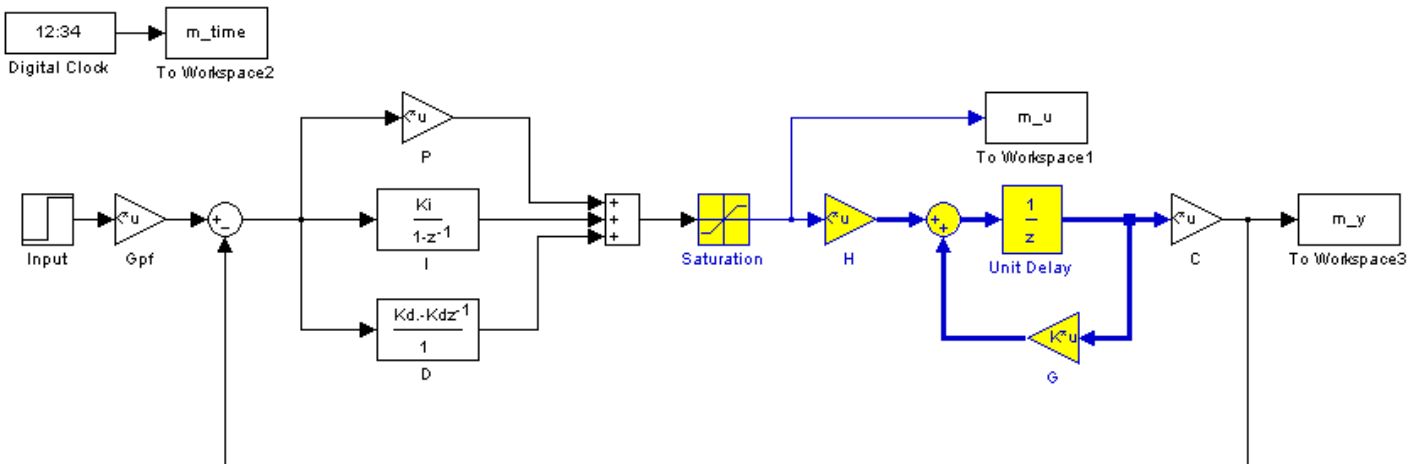 12:34
m_time
Digital Clock
To Workspace2
u
m_u
P
To Workspace1
Ki
1-z-1
I
Input
u
Gpf
+
-
+
+
+
Saturation
u
H
+
+
1
z
Unit Delay
u
C
m_y
To Workspace3
Kd.-Kdz-1
1
D
K*u
G